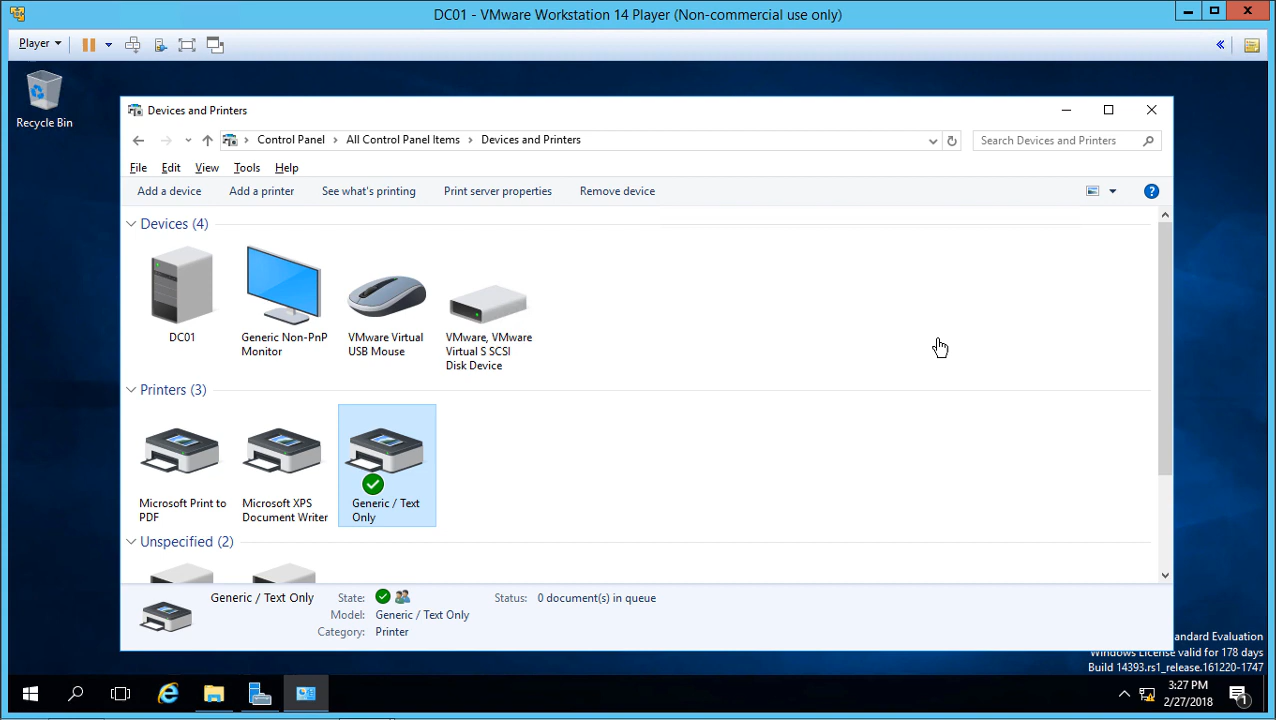 DC01 - VMware Workstation 14 Player (Non-commercial use only)
Player
Recycle Bin
Devices and Printers
Control Panel > All Control Panel Items > Devices and Printers
Search Devices and Printers
File Edit View Tools Help
Add a device Add a printer See what's printing Print server properties Remove device
Devices (4)
DC01
Generic Non-PnP
Monitor
VMware Virtual
USB Mouse
VMware, VMware
Virtual S SCSI
Disk Device
Printers (3)
Microsoft Print to
PDF
Microsoft XPS
Document Writer
Generic / Text
Only
Unspecified (2)
Generic / Text Only
State:
Status: 0 document(s) in queue
Model: Generic / Text Only
Category: Printer
andard Evaluation
Windows License valid for 178 days
Build 14393.rs1_release.161220-1747
3:27 PM
2/27/2018
1